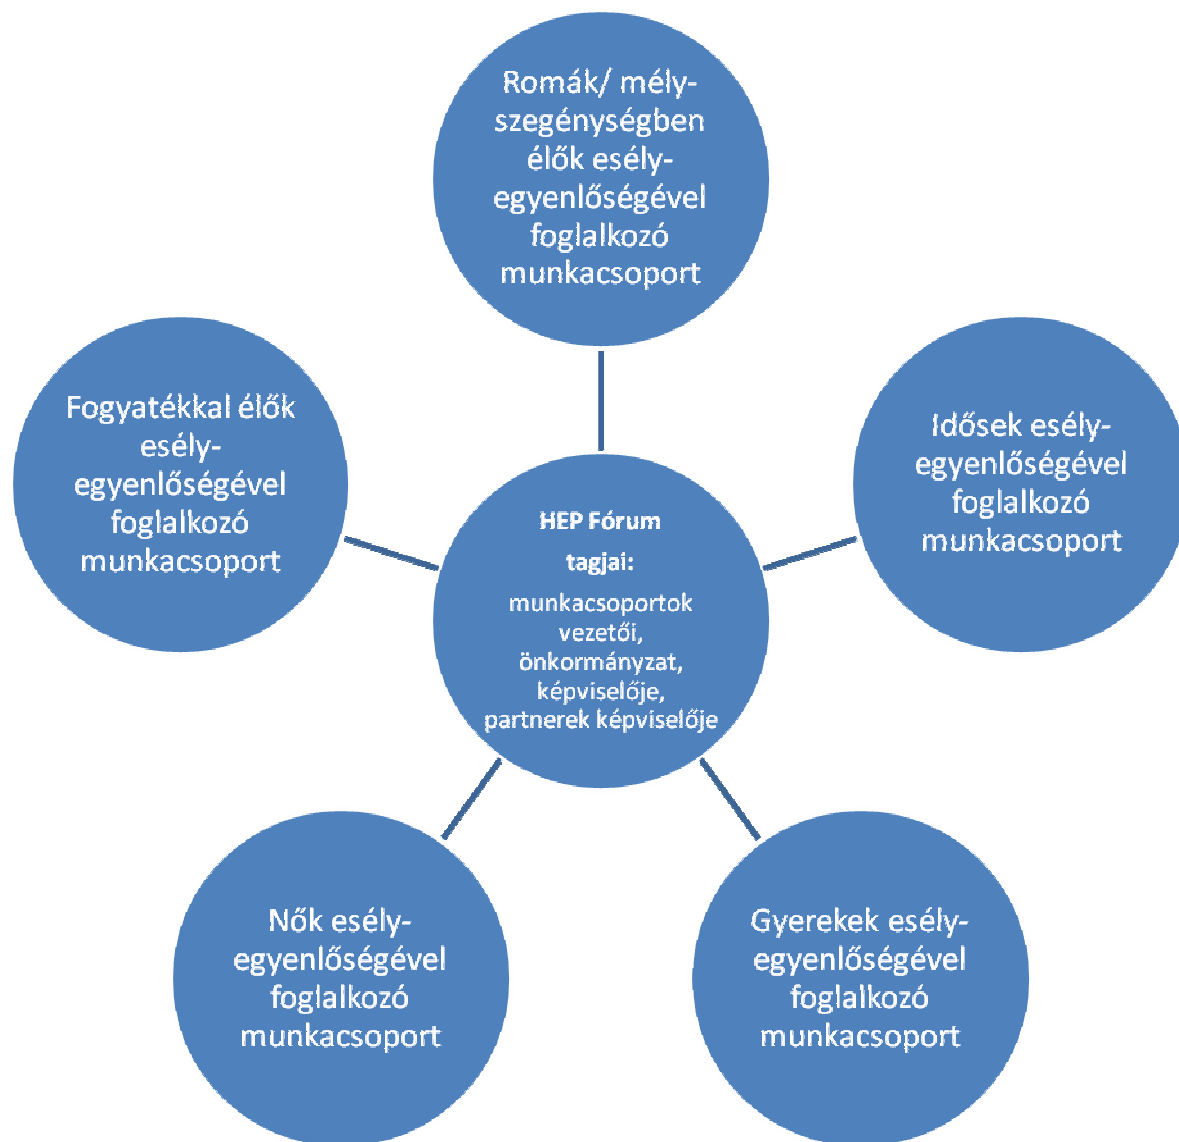 Romák/ mély-
szegénységben
élők esély-
egyenlőségével
foglalkozó
munkacsoport
Fogyatékkal élők
esély-
egyenlőségével
foglalkozó
munkacsoport
Idősek esély-
egyenlőségével
foglalkozó
munkacsoport
HEP Fórum
tagjai:
munkacsoportok
vezetői,
önkormányzat,
képviselője,
partnerek képviselője
Nők esély-
egyenlőségével
foglalkozó
munkacsoport
Gyerekek esély-
egyenlőségével
foglalkozó
munkacsoport